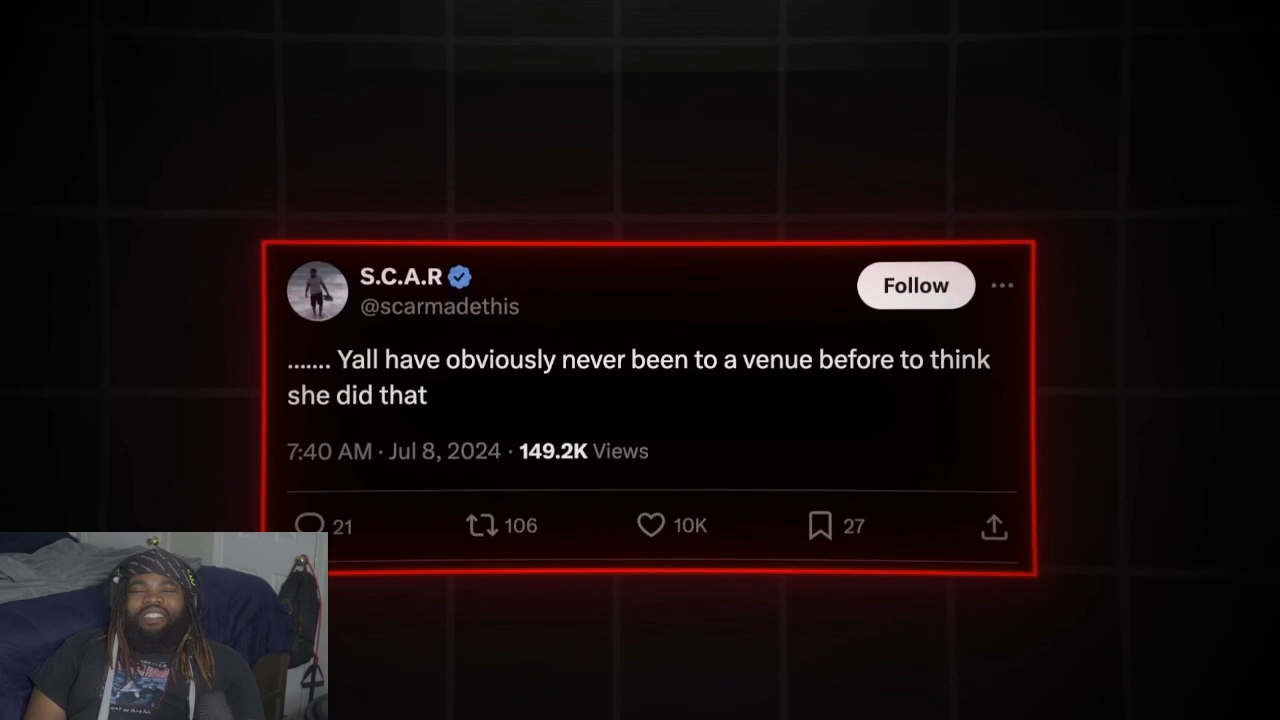 S.C.A.R
@scarmadethis
Follow
....... Yall have obviously never been to a venue before to think
she did that
7:40 AM · Jul 8, 2024 · 149.2K Views
21 106 10K 27